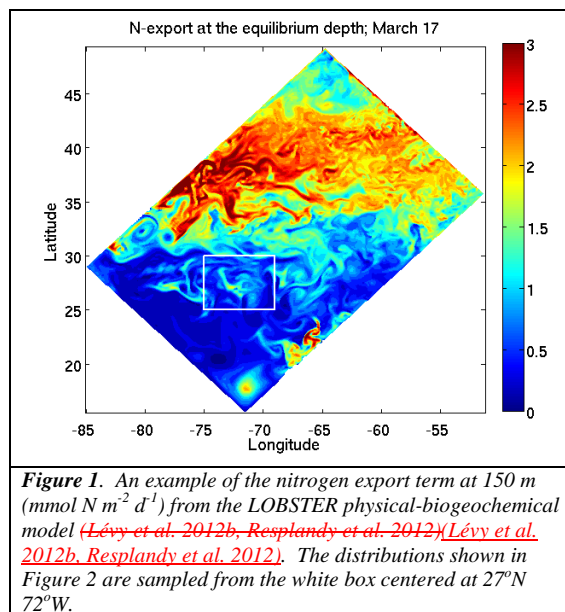 N-export at the equilibrium depth; March 17
3
45
2.5
40
2
35
1.5
30
1
25
0.5
20
0
-85 -80 -75 -70 -65 -60 -55
Latitude
Longitude
Figure 1. An example of the nitrogen export term at 150 m
(mmol N m⁻² d⁻¹) from the LOBSTER physical-biogeochemical
model (Lévy et al. 2012b, Resplandy et al. 2012)(Lévy et al.
2012b, Resplandy et al. 2012). The distributions shown in
Figure 2 are sampled from the white box centered at 27°N
72°W.